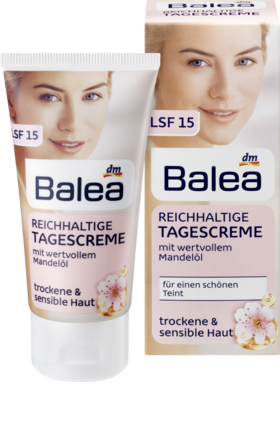 LSF 15
dm
Balea
REICHHALTIGE
TAGESCREME
mit wertvollem
Mandelöl
trockene &
sensible Haut
LSF 15
dm
Balea
REICHHALTIGE
TAGESCREME
mit wertvollem
Mandelöl
für einen schönen
Teint
trockene &
sensible Haut